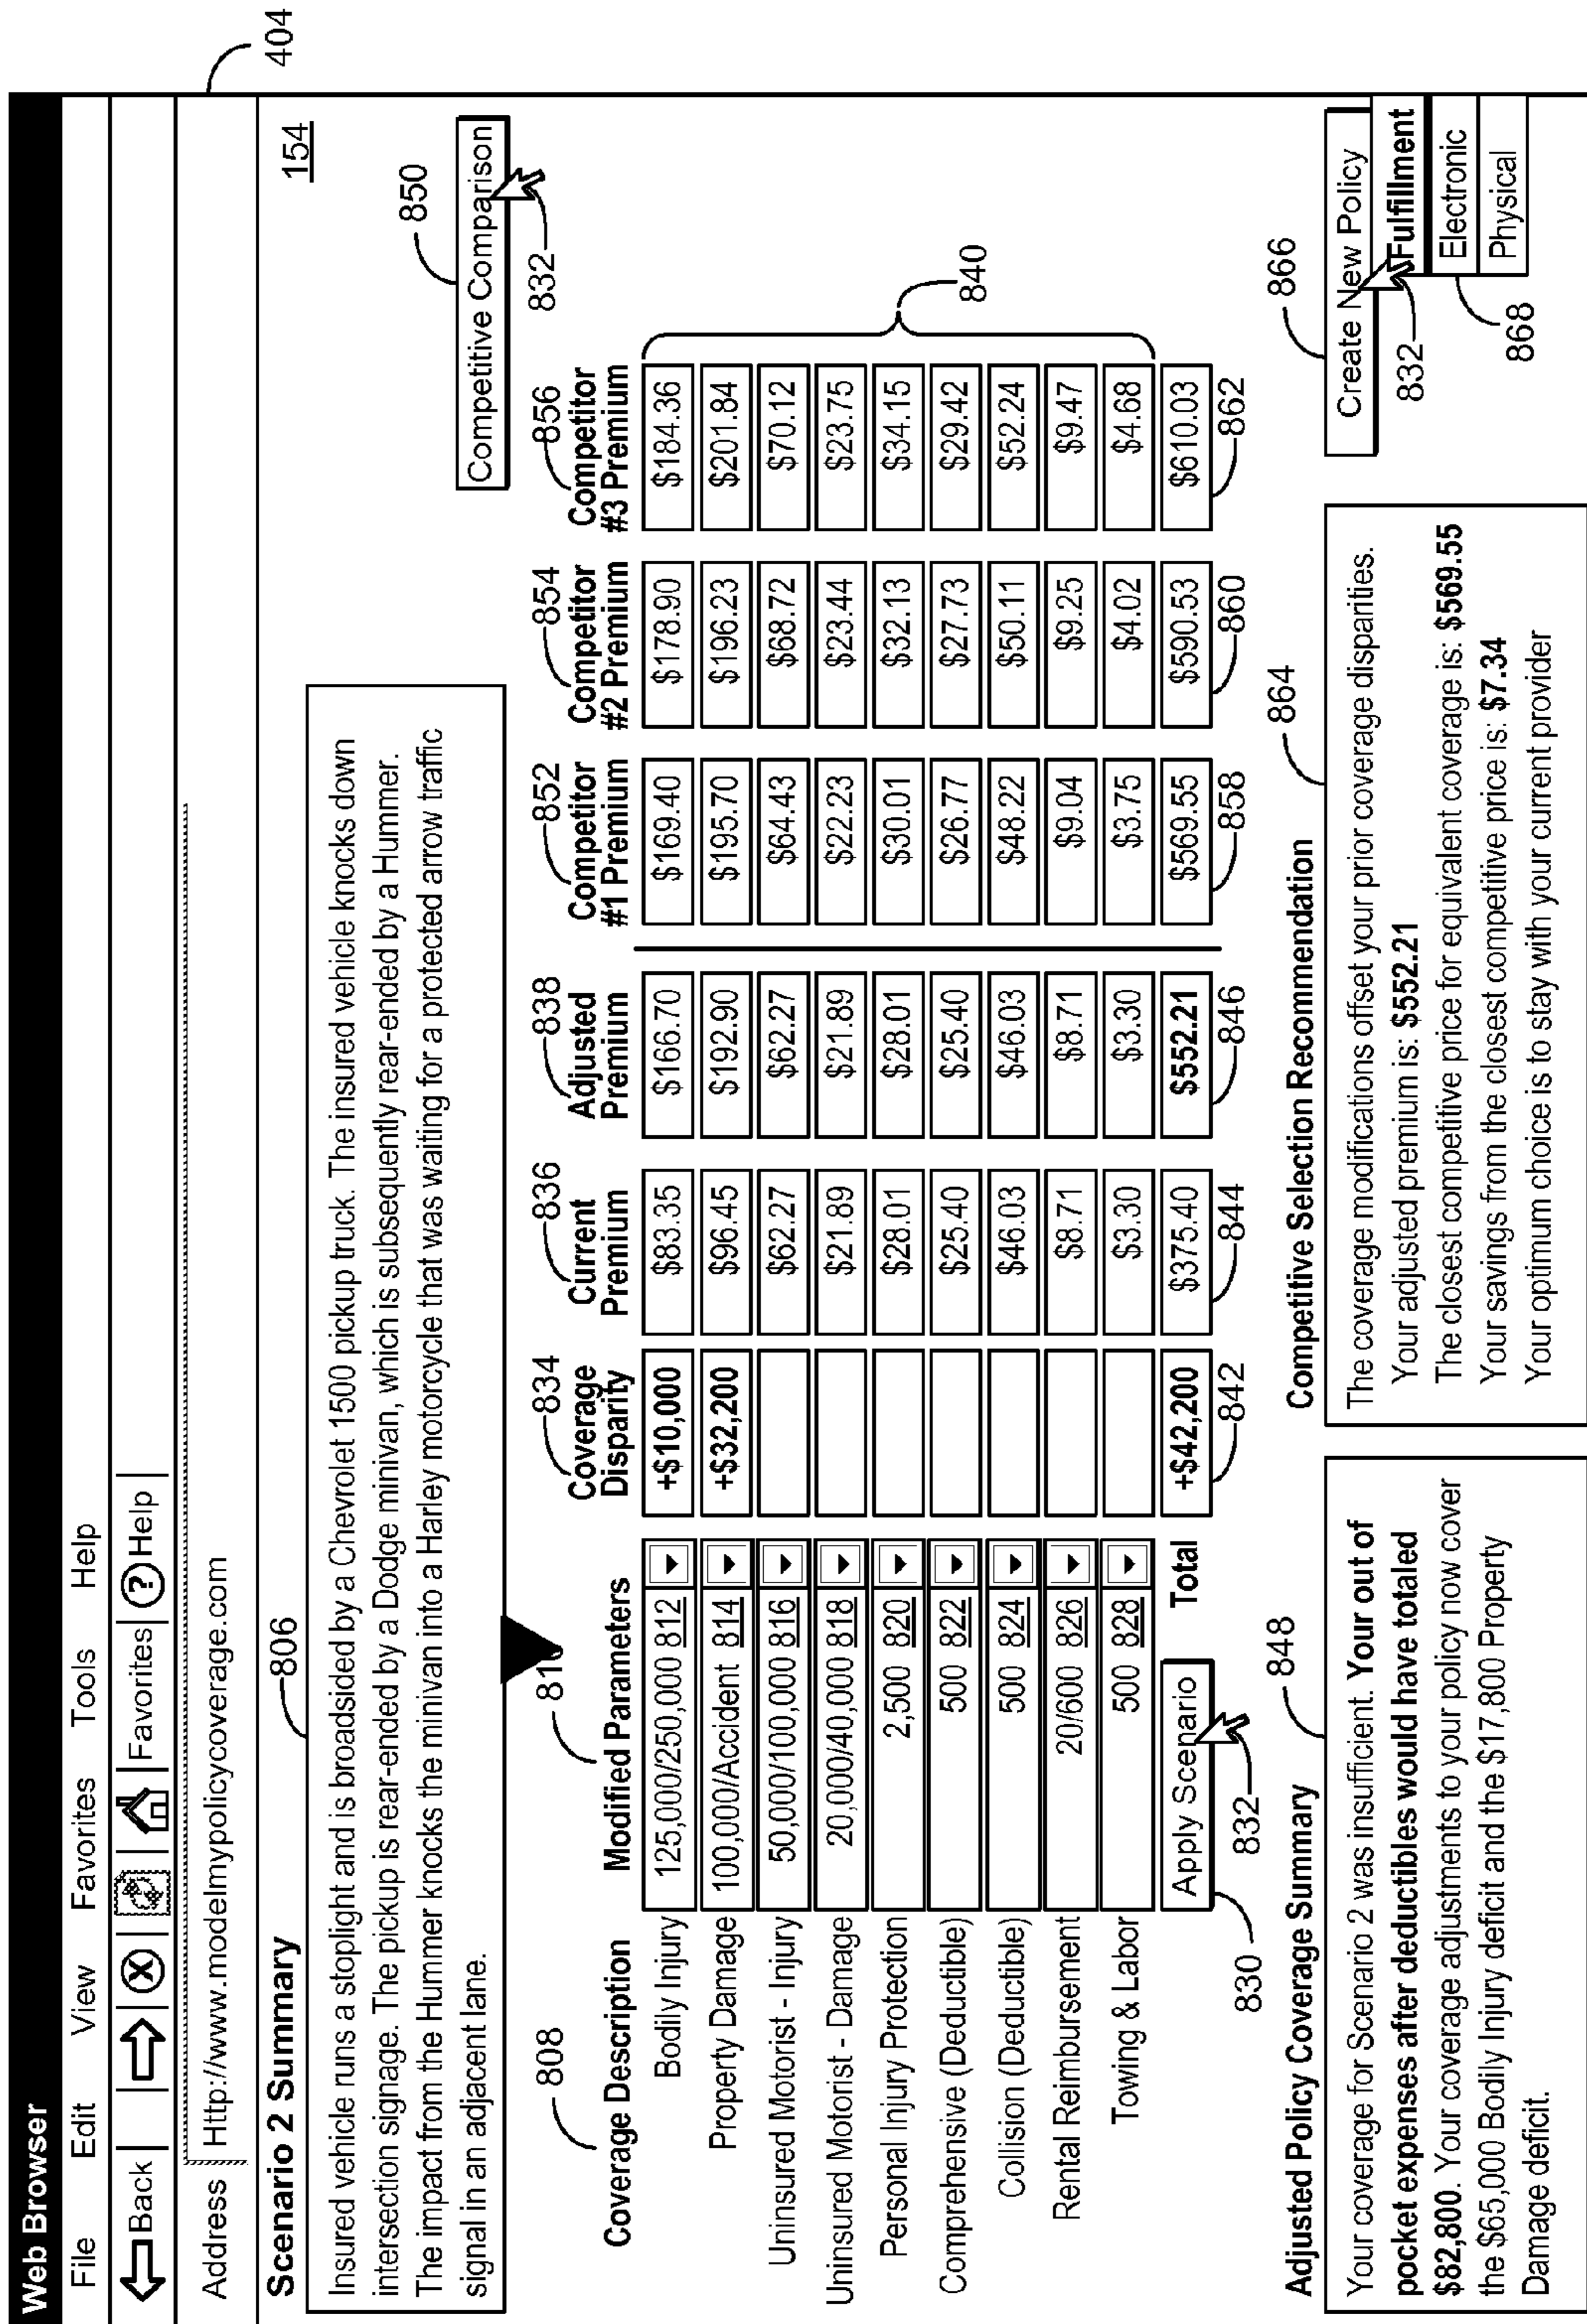 Web Browser
File Edit View Favorites Tools Help
Back Favorites ? Help
Address Http://www.modelmypolicycoverage.com
404
Scenario 2 Summary
806
154
Insured vehicle runs a stoplight and is broadsided by a Chevrolet 1500 pickup truck. The insured vehicle knocks down
intersection signage. The pickup is rear-ended by a Dodge minivan, which is subsequently rear-ended by a Hummer.
The impact from the Hummer knocks the minivan into a Harley motorcycle that was waiting for a protected arrow traffic
signal in an adjacent lane.
850
Competitive Comparison
832
808 810 834 836 838 852 854 856
Coverage Description Modified Parameters Coverage Disparity Current Premium Adjusted Premium Competitor #1 Premium Competitor #2 Premium Competitor #3 Premium
Bodily Injury 125,000/250,000 812 +$10,000 $83.35 $166.70 $169.40 $178.90 $184.36
Property Damage 100,000/Accident 814 +$32,200 $96.45 $192.90 $195.70 $196.23 $201.84
Uninsured Motorist - Injury 50,000/100,000 816 $62.27 $62.27 $64.43 $68.72 $70.12
Uninsured Motorist - Damage 20,000/40,000 818 $21.89 $21.89 $22.23 $23.44 $23.75
Personal Injury Protection 2,500 820 $28.01 $28.01 $30.01 $32.13 $34.15
Comprehensive (Deductible) 500 822 $25.40 $25.40 $26.77 $27.73 $29.42
Collision (Deductible) 500 824 $46.03 $46.03 $48.22 $50.11 $52.24
Rental Reimbursement 20/600 826 $8.71 $8.71 $9.04 $9.25 $9.47
Towing & Labor 500 828 $3.30 $3.30 $3.75 $4.02 $4.68
840
Apply Scenario Total +$42,200 $375.40 $552.21 $569.55 $590.53 $610.03
830 832 842 844 846 858 860 862
Adjusted Policy Coverage Summary
848
Your coverage for Scenario 2 was insufficient. Your out of
pocket expenses after deductibles would have totaled
$82,800. Your coverage adjustments to your policy now cover
the $65,000 Bodily Injury deficit and the $17,800 Property
Damage deficit.
Competitive Selection Recommendation
864
The coverage modifications offset your prior coverage disparities.
Your adjusted premium is: $552.21
The closest competitive price for equivalent coverage is: $569.55
Your savings from the closest competitive price is: $7.34
Your optimum choice is to stay with your current provider
866
Create New Policy
832
Fulfillment
Electronic
Physical
868